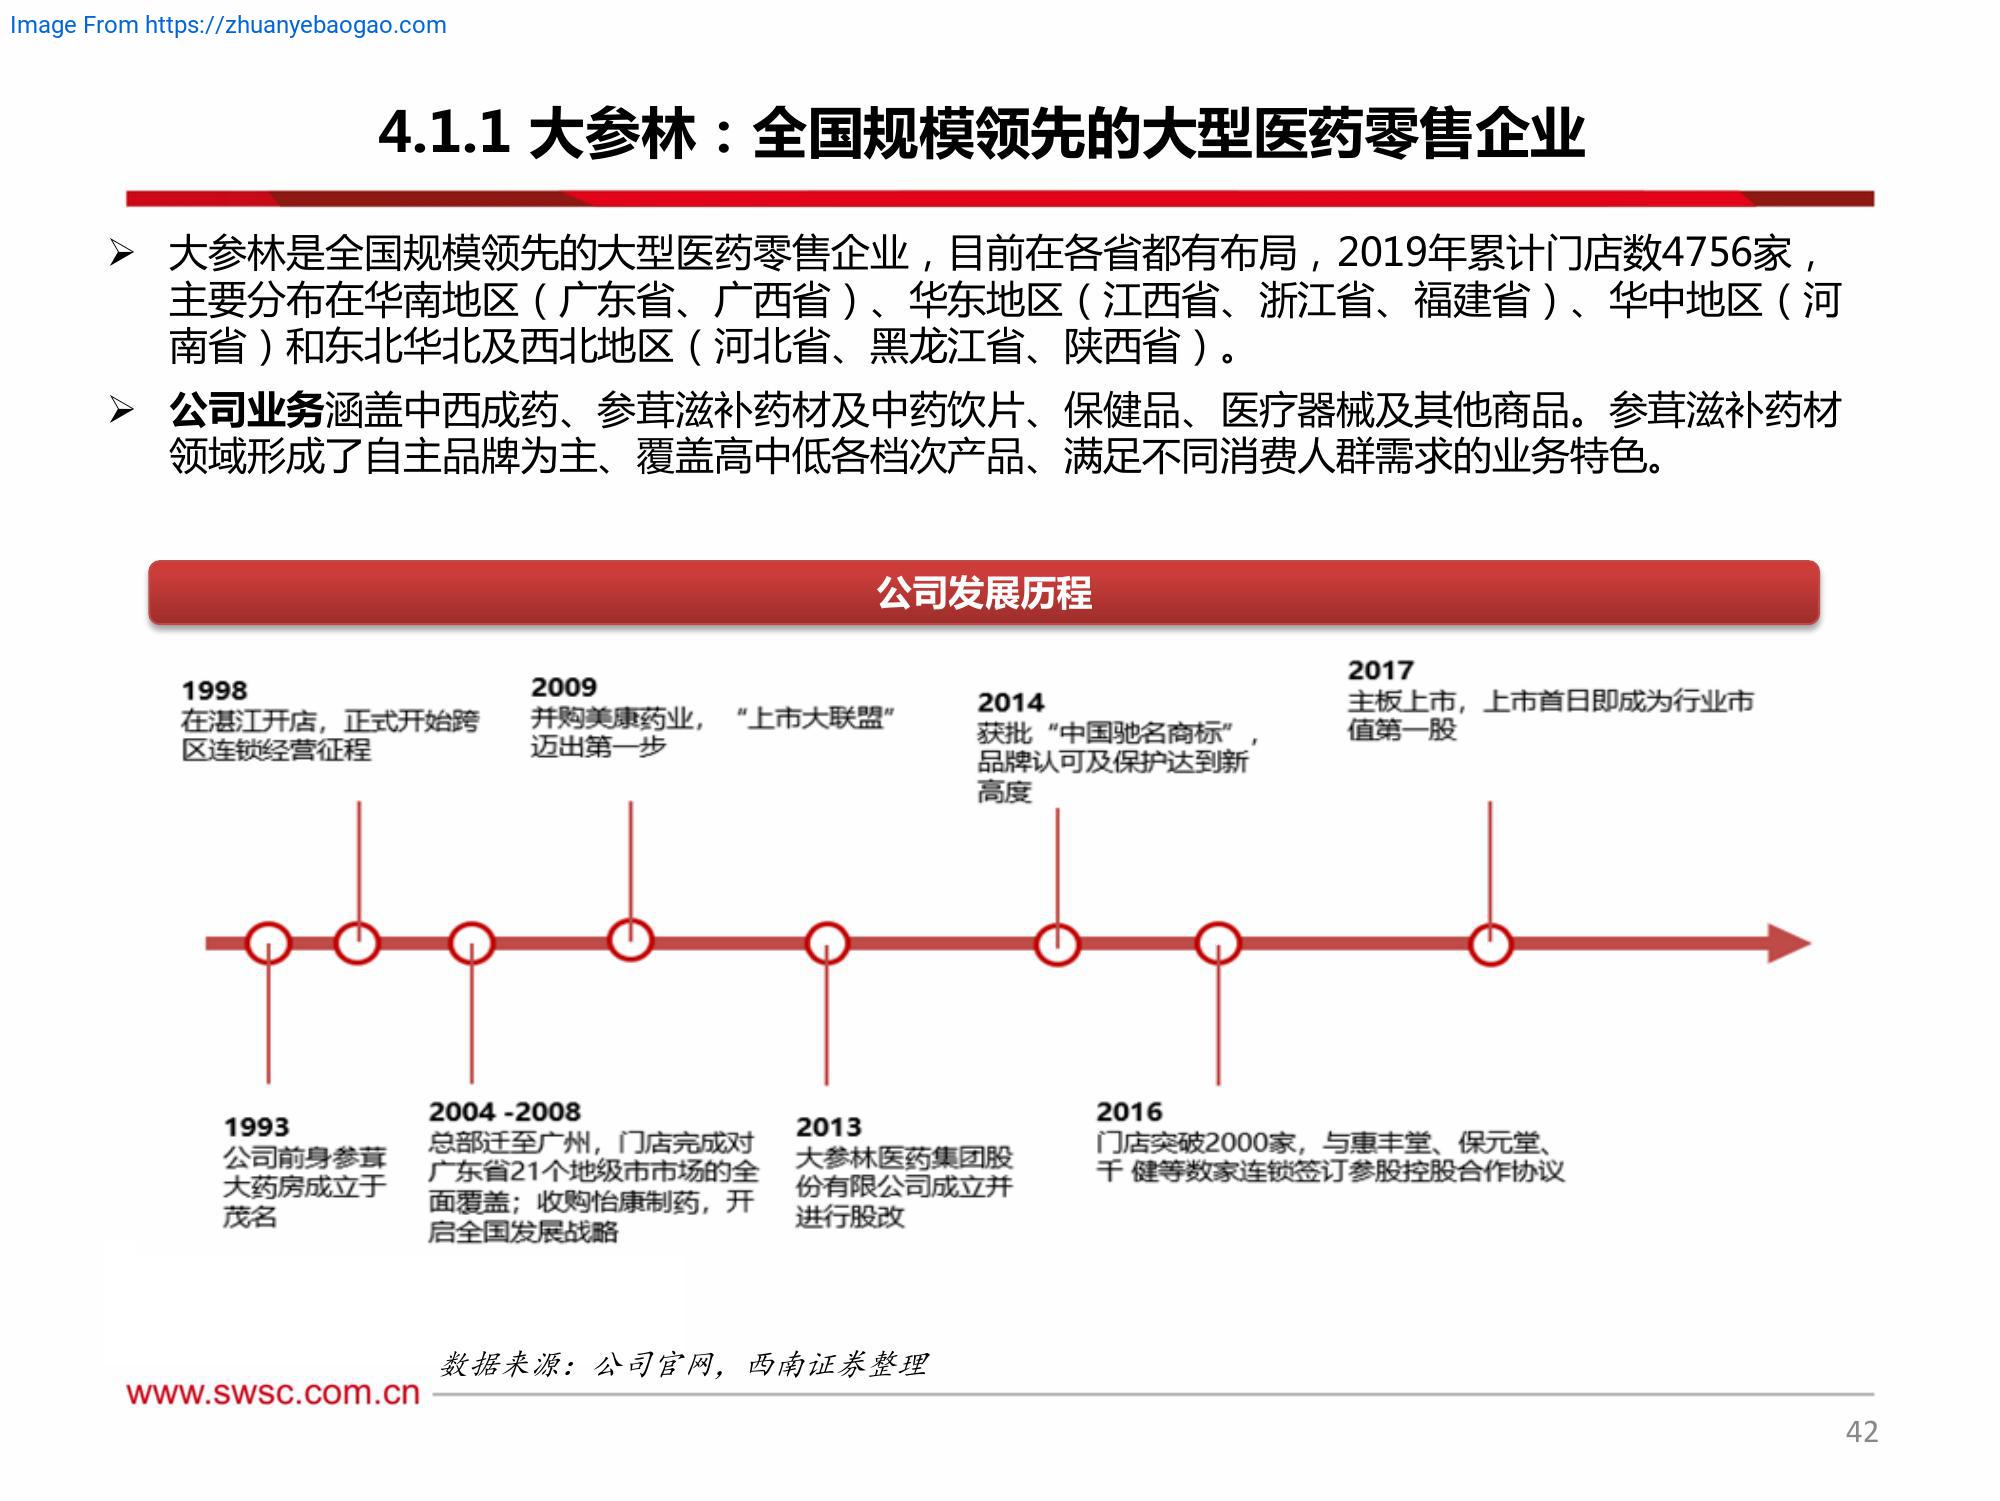 Image From https://zhuanyebaogao.com
4.1.1 大参林：全国规模领先的大型医药零售企业
大参林是全国规模领先的大型医药零售企业，目前在各省都有布局，2019年累计门店数4756家，
主要分布在华南地区（广东省、广西省）、华东地区（江西省、浙江省、福建省）、华中地区（河
南省）和东北华北及西北地区（河北省、黑龙江省、陕西省）。
公司业务涵盖中西成药、参茸滋补药材及中药饮片、保健品、医疗器械及其他商品。参茸滋补药材
领域形成了自主品牌为主、覆盖高中低各档次产品、满足不同消费人群需求的业务特色。
公司发展历程
1998
在湛江开店，正式开始跨
区连锁经营征程
2009
并购美康药业，“上市大联盟”
迈出第一步
2014
获批“中国驰名商标”，
品牌认可及保护达到新
高度
2017
主板上市，上市首日即成为行业市
值第一股
1993
公司前身参茸
大药房成立于
茂名
2004 -2008
总部迁至广州，门店完成对
广东省21个地级市市场的全
面覆盖；收购怡康制药，开
启全国发展战略
2013
大参林医药集团股
份有限公司成立并
进行股改
2016
门店突破2000家，与惠丰堂、保元堂、
千 健等数家连锁签订参股控股合作协议
数据来源：公司官网，西南证券整理
www.swsc.com.cn
42